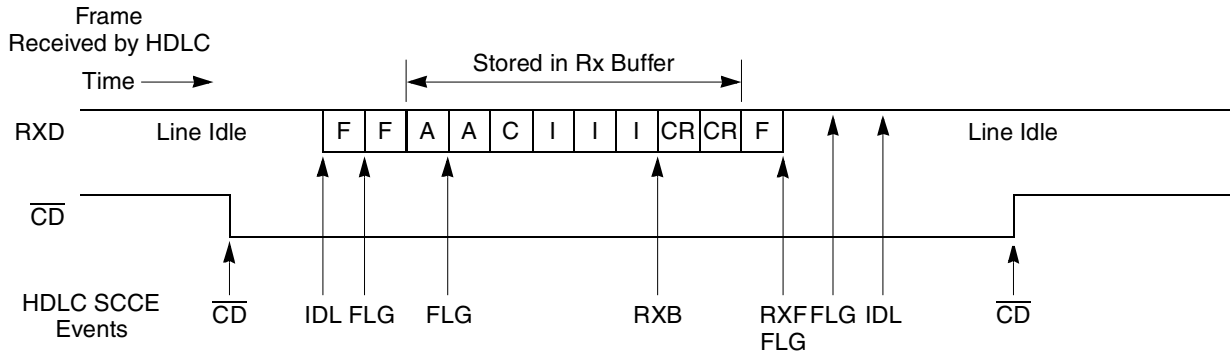 Frame
Received by HDLC
Stored in Rx Buffer
Time
RXD
Line Idle
F F A A C I I I CR CR F
Line Idle
CD
HDLC SCCE
Events
CD
IDL FLG
FLG
RXB
RXF
FLG
FLG
IDL
CD